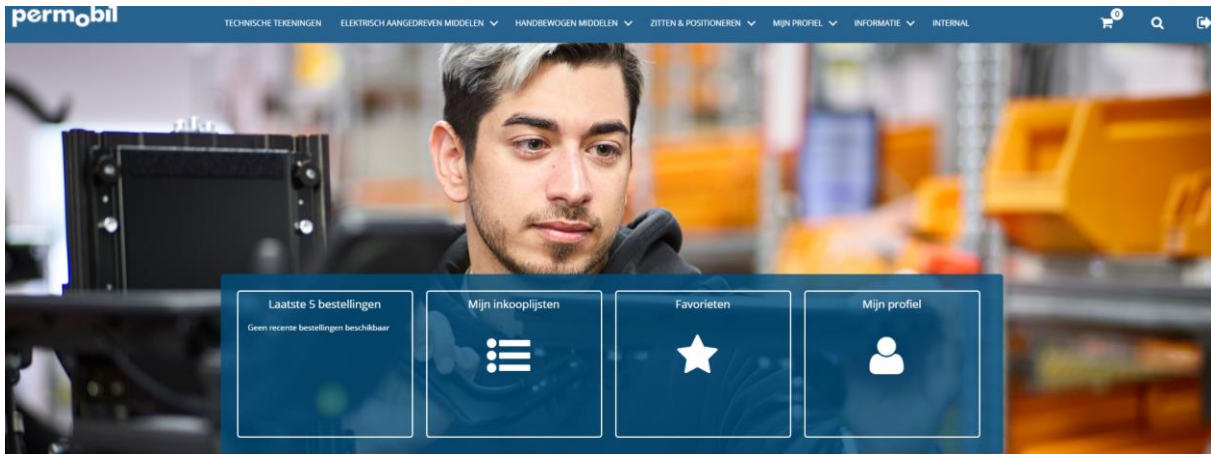 permobil
TECHNISCHE TEKENINGEN ELEKTRISCH AANGEDREVEN MIDDELEN HANDBEWOGEN MIDDELEN ZITTEN & POSITIONEREN MIJN PROFIEL INFORMATIE INTERNAL 0
Laatste 5 bestellingen Mijn inkooplijsten Favorieten Mijn profiel
Geen recente bestellingen beschikbaar